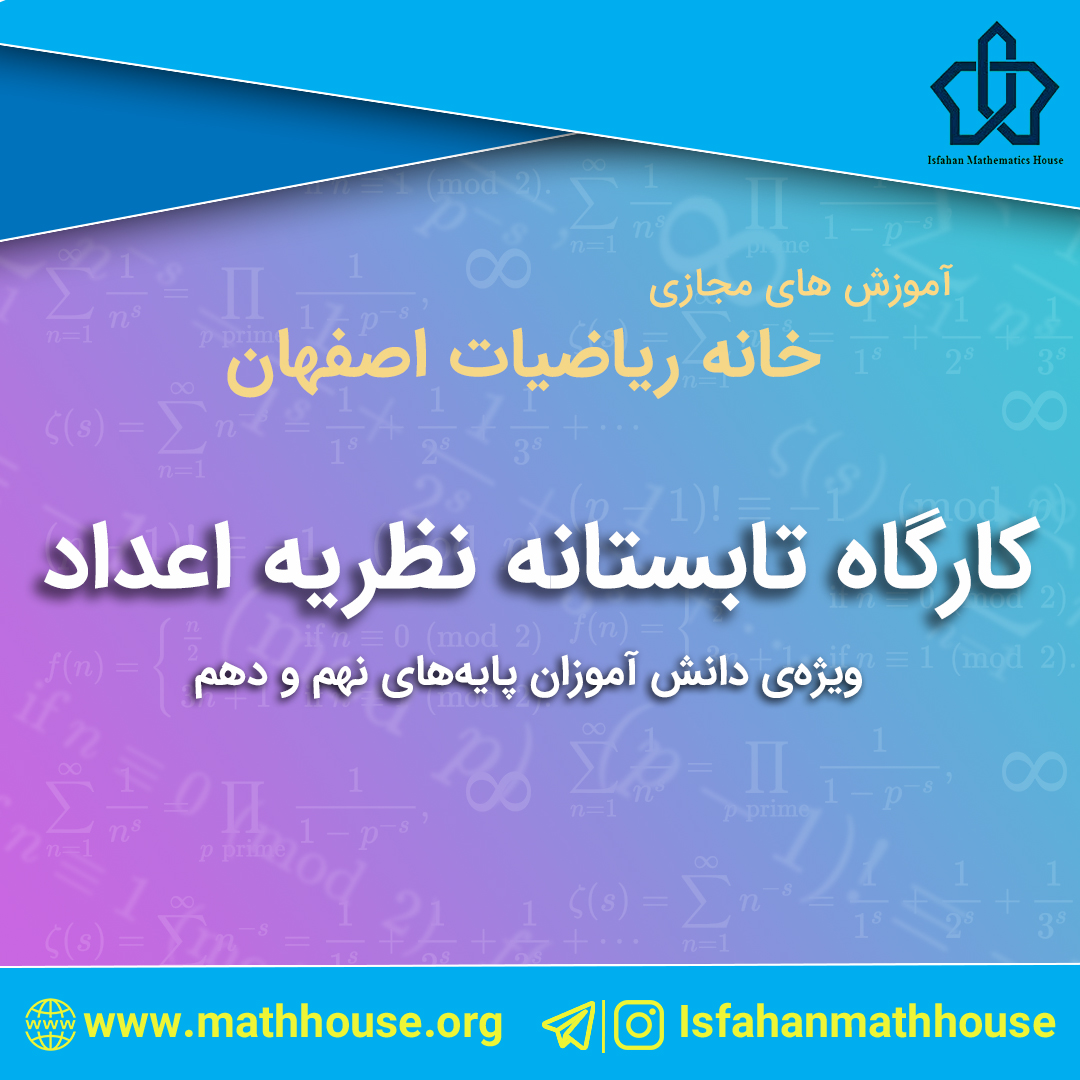 Isfahan Mathematics House
آموزش های مجازی
خانه ریاضیات اصفهان
کارگاه تابستانه نظریه اعداد
ویژه‌ی دانش آموزان پایه‌های نهم و دهم
www.mathhouse.org
Isfahanmathhouse